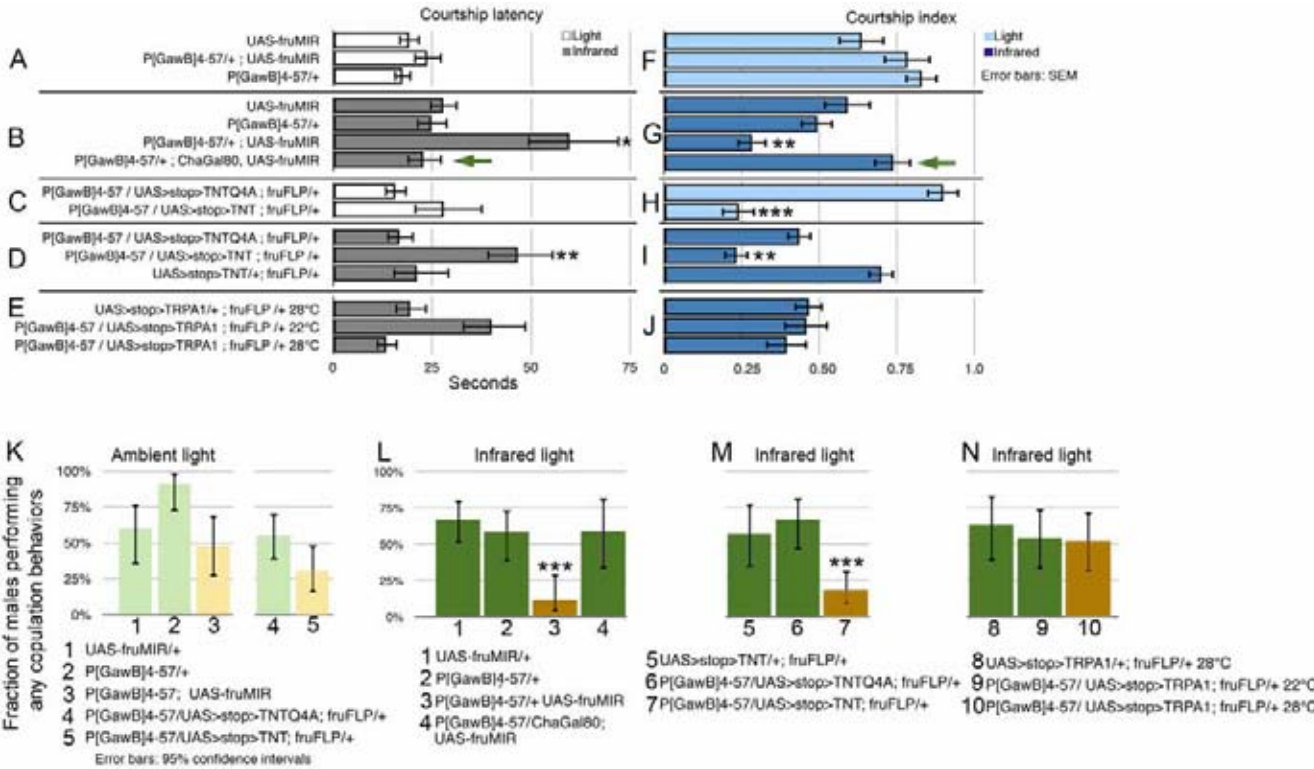 Courtship latency
Courtship index
Light
Infrared
Light
Infrared
Error bars: SEM
A
UAS-fruMIR
P[GawB]4-57/+ ; UAS-fruMIR
P[GawB]4-57/+
F
B
UAS-fruMIR
P[GawB]4-57/+
P[GawB]4-57/+ ; UAS-fruMIR
*
P[GawB]4-57/+ ; ChaGal80, UAS-fruMIR
G
**
C
P[GawB]4-57 / UAS>stop>TNTQ4A ; fruFLP/+
P[GawB]4-57 / UAS>stop>TNT ; fruFLP/+
H
***
D
P[GawB]4-57 / UAS>stop>TNTQ4A ; fruFLP/+
P[GawB]4-57 / UAS>stop>TNT ; fruFLP /+
**
UAS>stop>TNT/+; fruFLP/+
I
**
E
UAS>stop>TRPA1/+ ; fruFLP /+ 28°C
P[GawB]4-57 / UAS>stop>TRPA1 ; fruFLP /+ 22°C
P[GawB]4-57 / UAS>stop>TRPA1 ; fruFLP /+ 28°C
J
0 25 50 75
Seconds
0 0.25 0.50 0.75 1.0
Fraction of males performing
any copulation behaviors
K
Ambient light
100%
75%
50%
25%
0%
1 2 3 4 5
1 UAS-fruMIR/+
2 P[GawB]4-57/+
3 P[GawB]4-57; UAS-fruMIR
4 P[GawB]4-57/UAS>stop>TNTQ4A; fruFLP/+
5 P[GawB]4-57/UAS>stop>TNT; fruFLP/+
Error bars: 95% confidence intervals
L
Infrared light
100%
75%
50%
25%
0%
***
1 2 3 4
1 UAS-fruMIR/+
2 P[GawB]4-57/+
3 P[GawB]4-57/+ UAS-fruMIR
4 P[GawB]4-57/ChaGal80;
UAS-fruMIR
M
Infrared light
100%
75%
50%
25%
0%
***
5 6 7
5 UAS>stop>TNT/+; fruFLP/+
6 P[GawB]4-57/UAS>stop>TNTQ4A; fruFLP/+
7 P[GawB]4-57/UAS>stop>TNT; fruFLP/+
N
Infrared light
100%
75%
50%
25%
0%
8 9 10
8 UAS>stop>TRPA1/+; fruFLP/+ 28°C
9 P[GawB]4-57/ UAS>stop>TRPA1; fruFLP/+ 22°C
10 P[GawB]4-57/ UAS>stop>TRPA1; fruFLP/+ 28°C